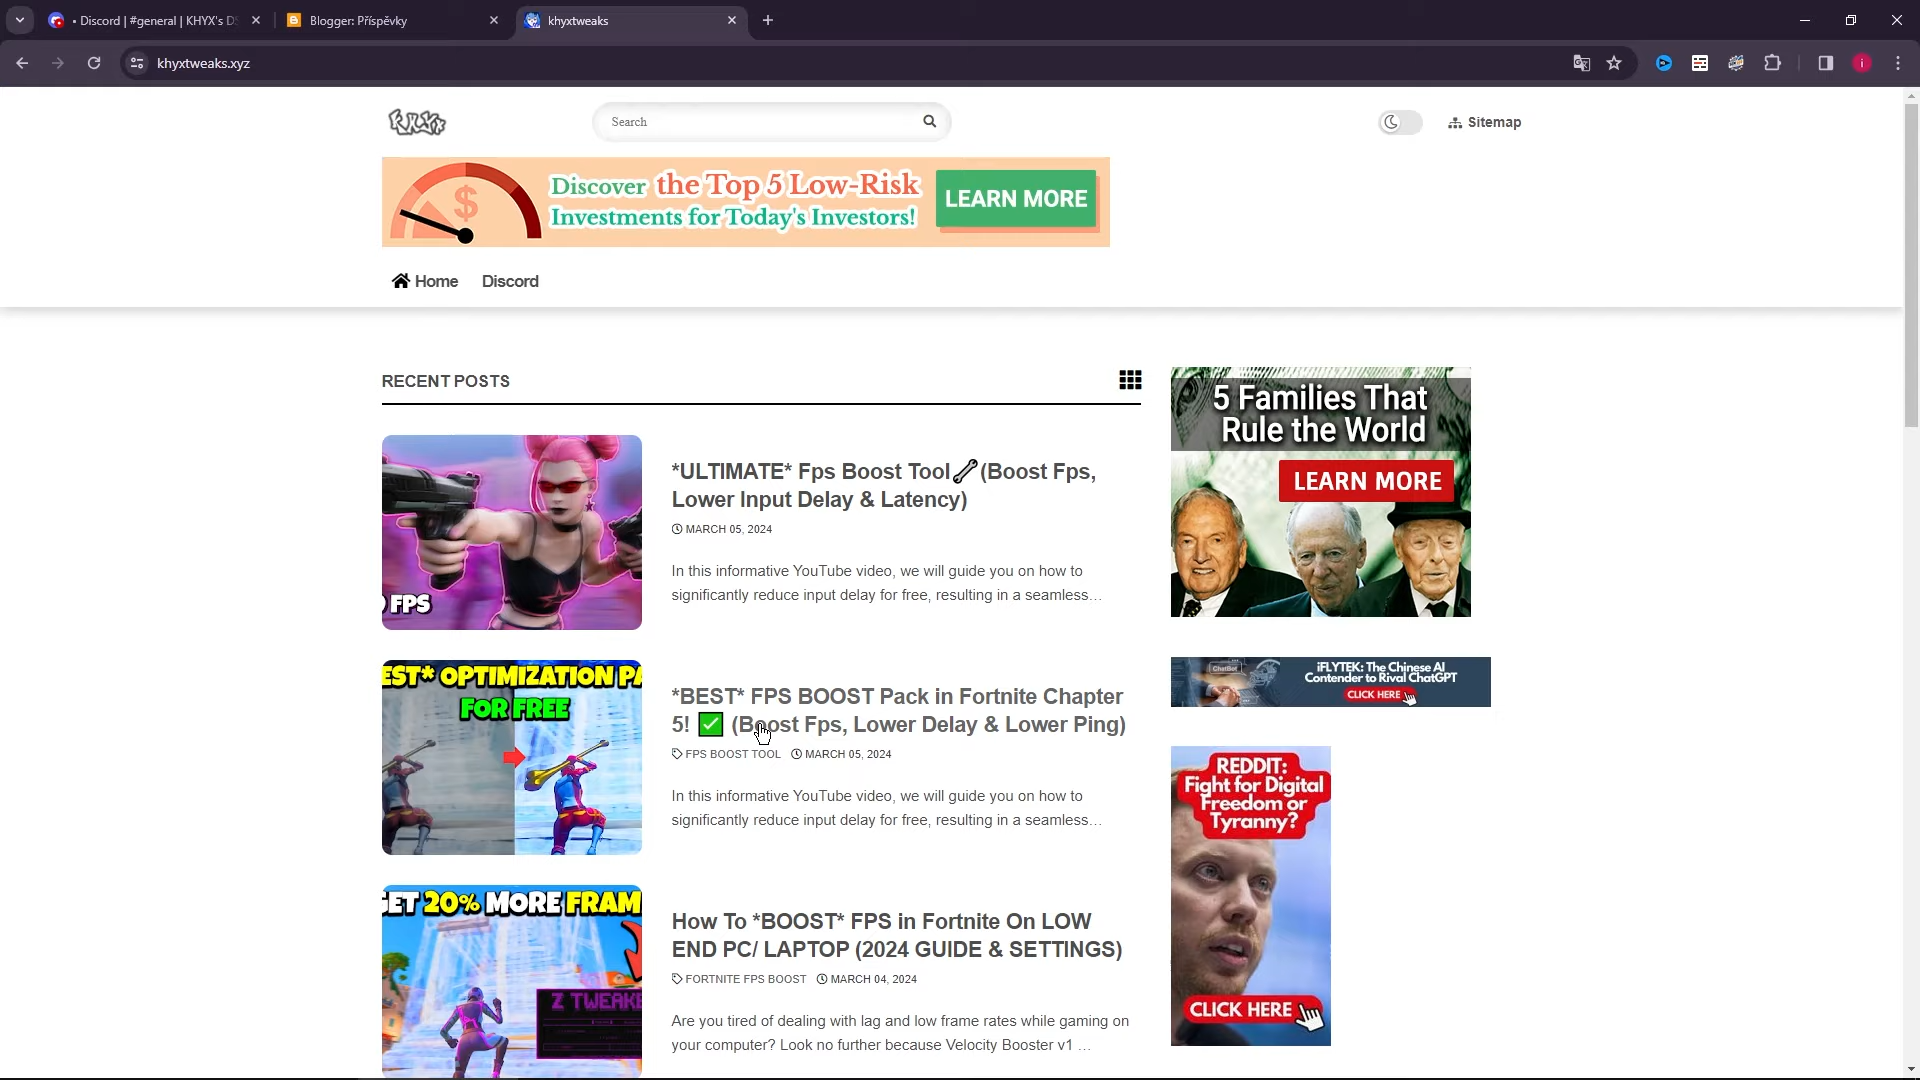 • Discord | #general | KHYX's D
Blogger: Příspěvky
khyxtweaks
khyxtweaks.xyz
i
KHYX
Search
Sitemap
Discover the Top 5 Low-Risk
Investments for Today's Investors!
LEARN MORE
Home
Discord
RECENT POSTS
5 Families That
Rule the World
LEARN MORE
FPS
*ULTIMATE* Fps Boost Tool🔧(Boost Fps,
Lower Input Delay & Latency)
MARCH 05, 2024
In this informative YouTube video, we will guide you on how to
significantly reduce input delay for free, resulting in a seamless...
iFLYTEK: The Chinese AI
Contender to Rival ChatGPT
CLICK HERE
ChatBot
EST* OPTIMIZATION PA
FOR FREE
*BEST* FPS BOOST Pack in Fortnite Chapter
5! ✅ (Boost Fps, Lower Delay & Lower Ping)
FPS BOOST TOOL MARCH 05, 2024
In this informative YouTube video, we will guide you on how to
significantly reduce input delay for free, resulting in a seamless...
REDDIT:
Fight for Digital
Freedom or
Tyranny?
CLICK HERE
GET 20% MORE FRAM
Z TWEAKE
How To *BOOST* FPS in Fortnite On LOW
END PC/ LAPTOP (2024 GUIDE & SETTINGS)
FORTNITE FPS BOOST MARCH 04, 2024
Are you tired of dealing with lag and low frame rates while gaming on
your computer? Look no further because Velocity Booster v1 ...